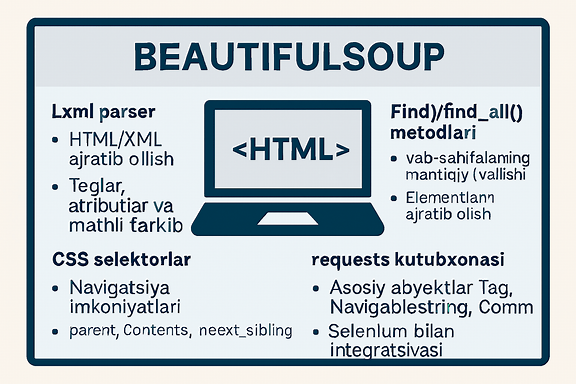 BEAUTIFULSOUP
Lxml parser
• HTML/XML
ajratib ollish
• Teglar,
atributiar va
mathli farkib
<HTML>
Find)/find_all()
metodlari
• vab-sahifalaming
mantiqiy (vallishi
• Elementlann
ajratib olish
CSS selektorlar
• Navigatsiya
imkoniyatlari
• parent, Contents, neext_sibling
requests kutubxonasi
• Asosiy abyektlar Tag,
Navigablestring, Comm
• Selenlum bilan
integratsivasi